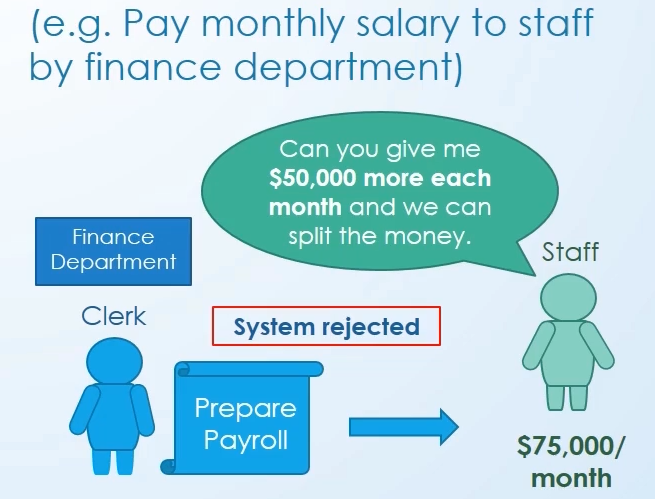 (e.g. Pay monthly salary to staff
by finance department)
Can you give me
$50,000 more each
month and we can
split the money.
Finance
Department
Staff
Clerk
System rejected
Prepare
Payroll
$75,000/
month